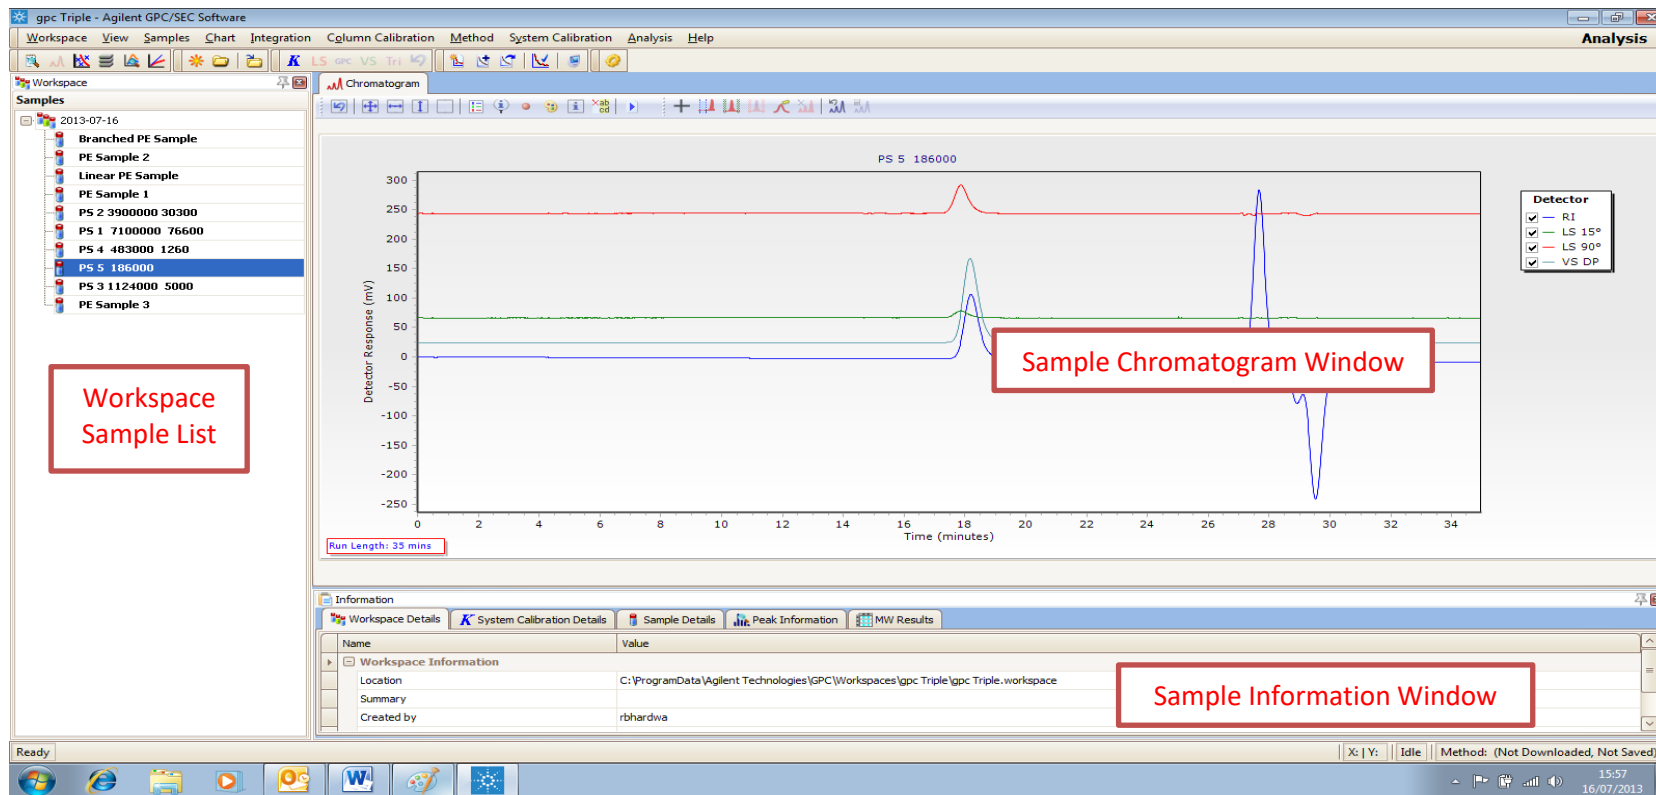 gpc Triple - Agilent GPC/SEC Software
Workspace View Samples Chart Integration Column Calibration Method System Calibration Analysis Help
Analysis
K LS GPC VS Tri
Workspace
Samples
2013-07-16
Branched PE Sample
PE Sample 2
Linear PE Sample
PE Sample 1
PS 2 3900000 30300
PS 1 7100000 76600
PS 4 483000 1260
PS 5 186000
PS 3 1124000 5000
PE Sample 3
Workspace
Sample List
Chromatogram
PS 5 186000
Detector Response (mV)
300
250
200
150
100
50
0
-50
-100
-150
-200
-250
0 2 4 6 8 10 12 14 16 18 20 22 24 26 28 30 32 34
Time (minutes)
Run Length: 35 mins
Detector
RI
LS 15°
LS 90°
VS DP
Sample Chromatogram Window
Information
Workspace Details K System Calibration Details Sample Details Peak Information MW Results
Name Value
Workspace Information
Location C:\ProgramData\Agilent Technologies\GPC\Workspaces\gpc Triple\gpc Triple.workspace
Summary
Created by rbhardwa
Sample Information Window
Ready X: | Y: Idle Method: (Not Downloaded, Not Saved)
15:57
16/07/2013